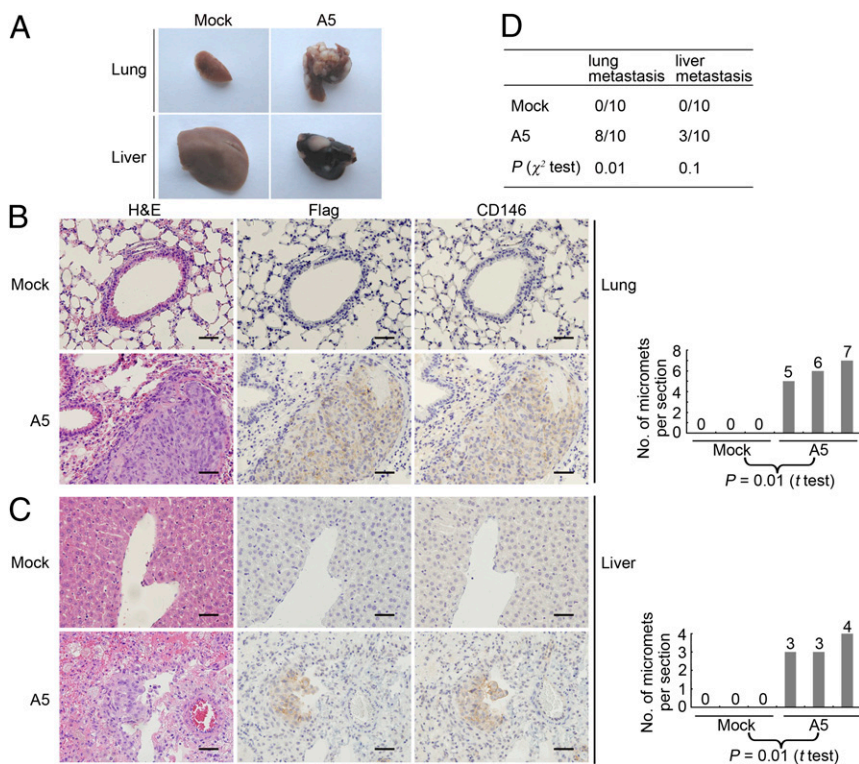 A
Mock A5
Lung
Liver
D
lung metastasis liver metastasis
Mock 0/10 0/10
A5 8/10 3/10
P (χ² test) 0.01 0.1
B
H&E Flag CD146
Mock
A5
Lung
No. of micromets
per section
8
6
4
2
0
0 0 0 5 6 7
Mock A5
P = 0.01 (t test)
C
Mock
A5
Liver
No. of micromets
per section
4
3
2
1
0
0 0 0 3 3 4
Mock A5
P = 0.01 (t test)